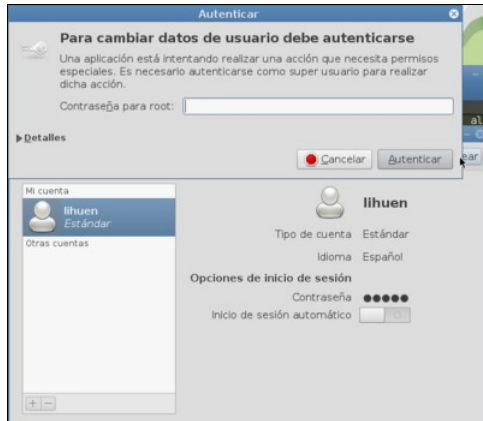 Autenticar
Para cambiar datos de usuario debe autenticarse
Una aplicación está intentando realizar una acción que necesita permisos
especiales. Es necesario autenticarse como super usuario para realizar
dicha acción.
Contraseña para root:
Detalles
Cancelar
Autenticar
al
ear
Mi cuenta
lihuen
Estándar
Otras cuentas
lihuen
Tipo de cuenta Estándar
Idioma Español
Opciones de inicio de sesión
Contraseña
Inicio de sesión automático